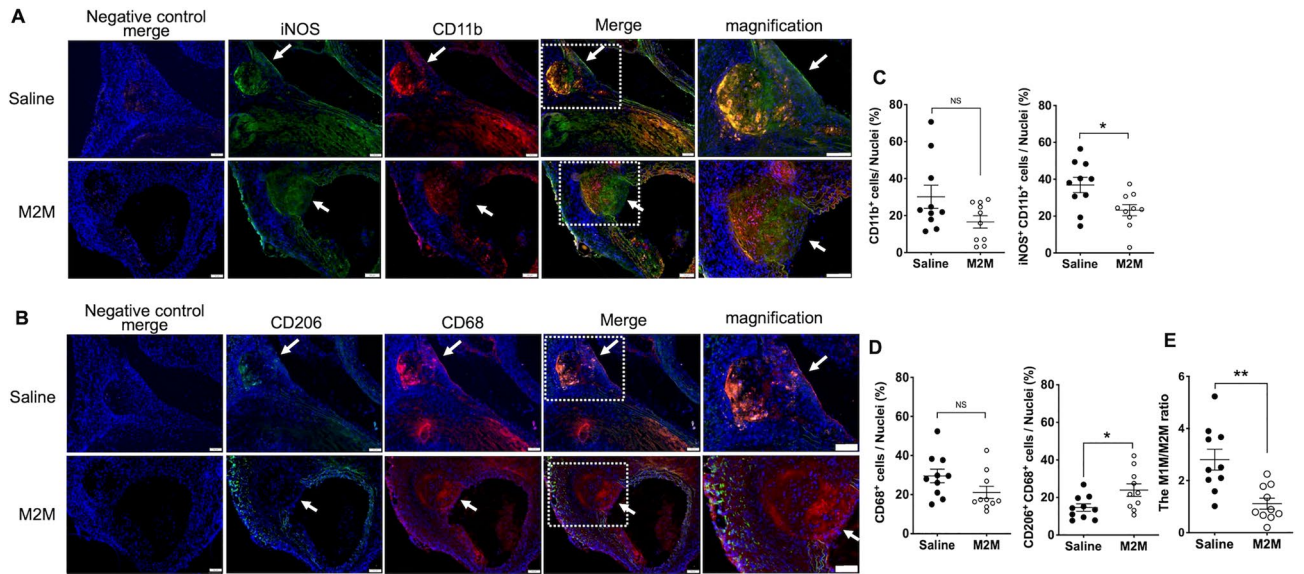 A
Negative control
merge
iNOS
CD11b
Merge
magnification
Saline
M2M
B
Negative control
merge
CD206
CD68
Merge
magnification
Saline
M2M
C
CD11b⁺ cells/ Nuclei (%)
80
60
40
20
0
NS
Saline M2M
iNOS⁺ CD11b⁺ cells / Nuclei (%)
80
60
40
20
0
*
Saline M2M
D
CD68⁺ cells / Nuclei (%)
80
60
40
20
0
NS
Saline M2M
CD206⁺ CD68⁺ cells / Nuclei (%)
80
60
40
20
0
*
Saline M2M
E
The M1M/M2M ratio
6
4
2
0
**
Saline M2M